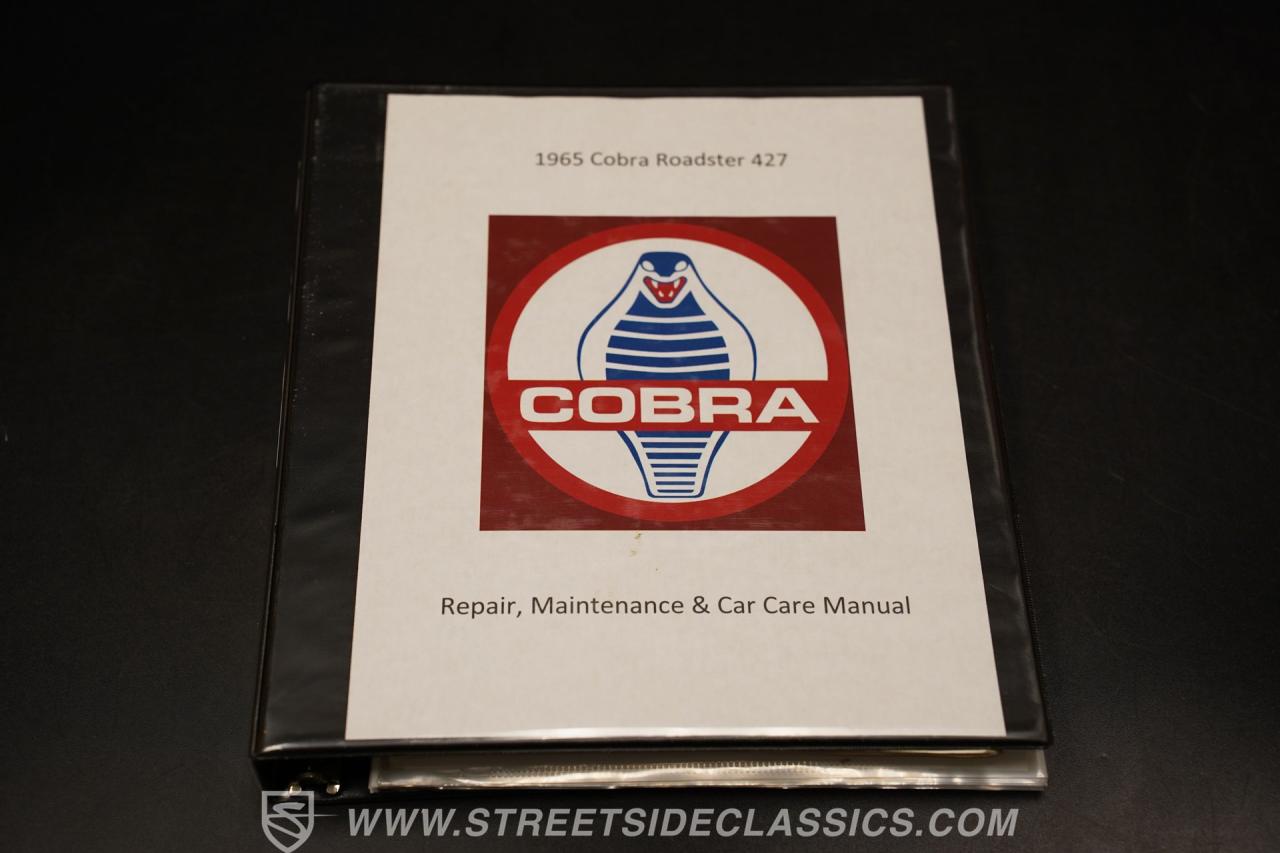 1965 Cobra Roadster 427
COBRA
Repair, Maintenance & Car Care Manual
WWW.STREETSIDECLASSICS.COM